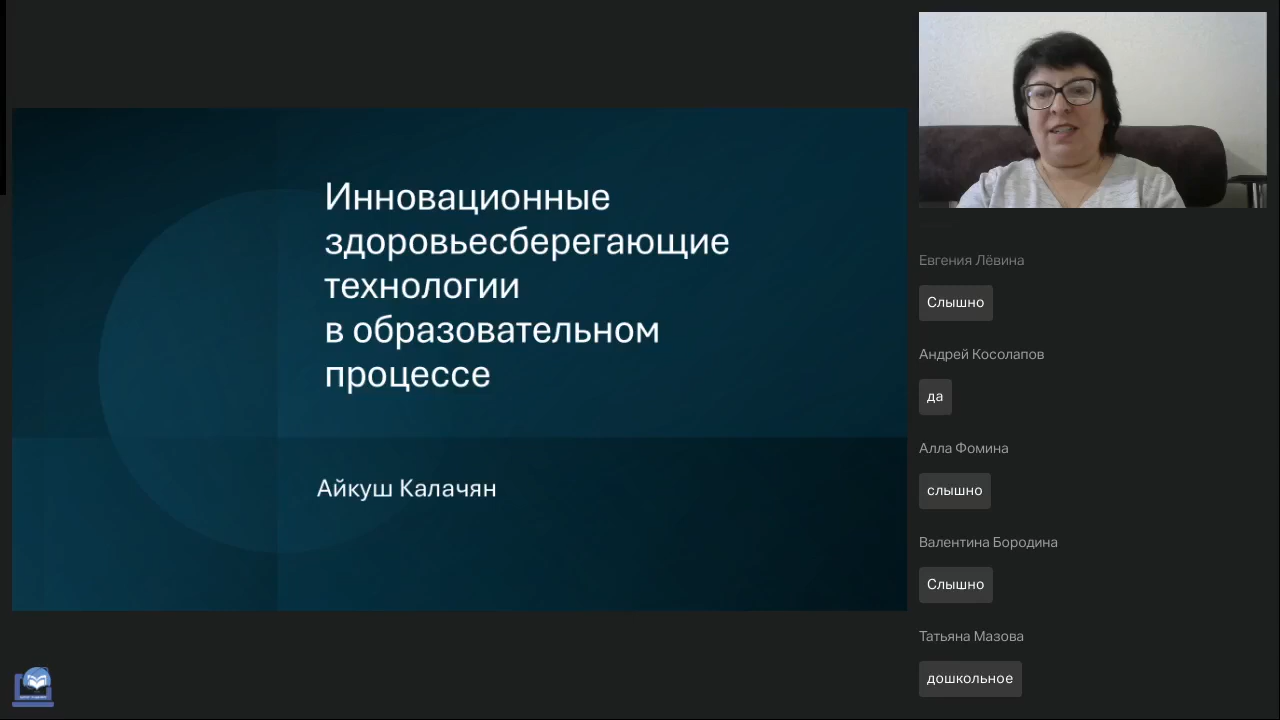 Инновационные
здоровьесберегающие
технологии
в образовательном
процессе
Айкуш Калачян
Евгения Лёвина
Слышно
Андрей Косолапов
да
Алла Фомина
слышно
Валентина Бородина
Слышно
Татьяна Мазова
дошкольное